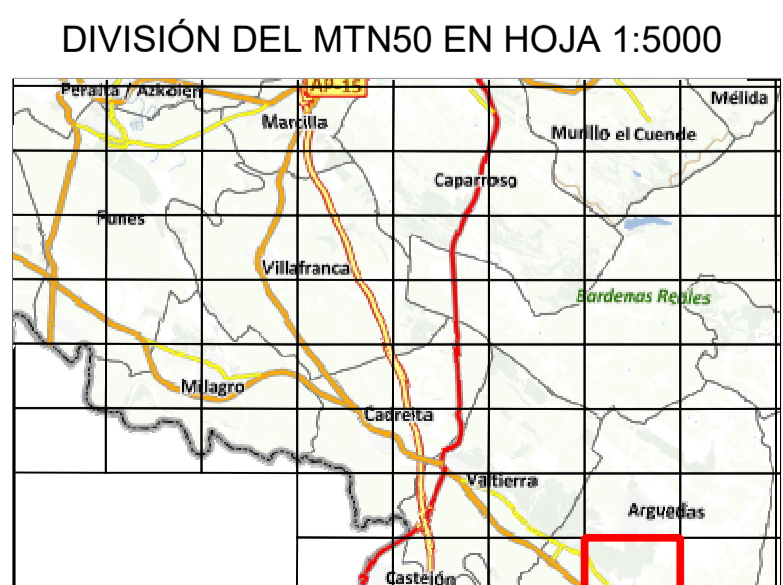 DIVISIÓN DEL MTN50 EN HOJA 1:5000
Peralta / Azkoien
AP-15
Mélida
Marcilla
Murillo el Cuende
Caparroso
Funes
Villafranca
Bardenas Reales
Milagro
Cadreita
Valtierra
Arguedas
Castejón